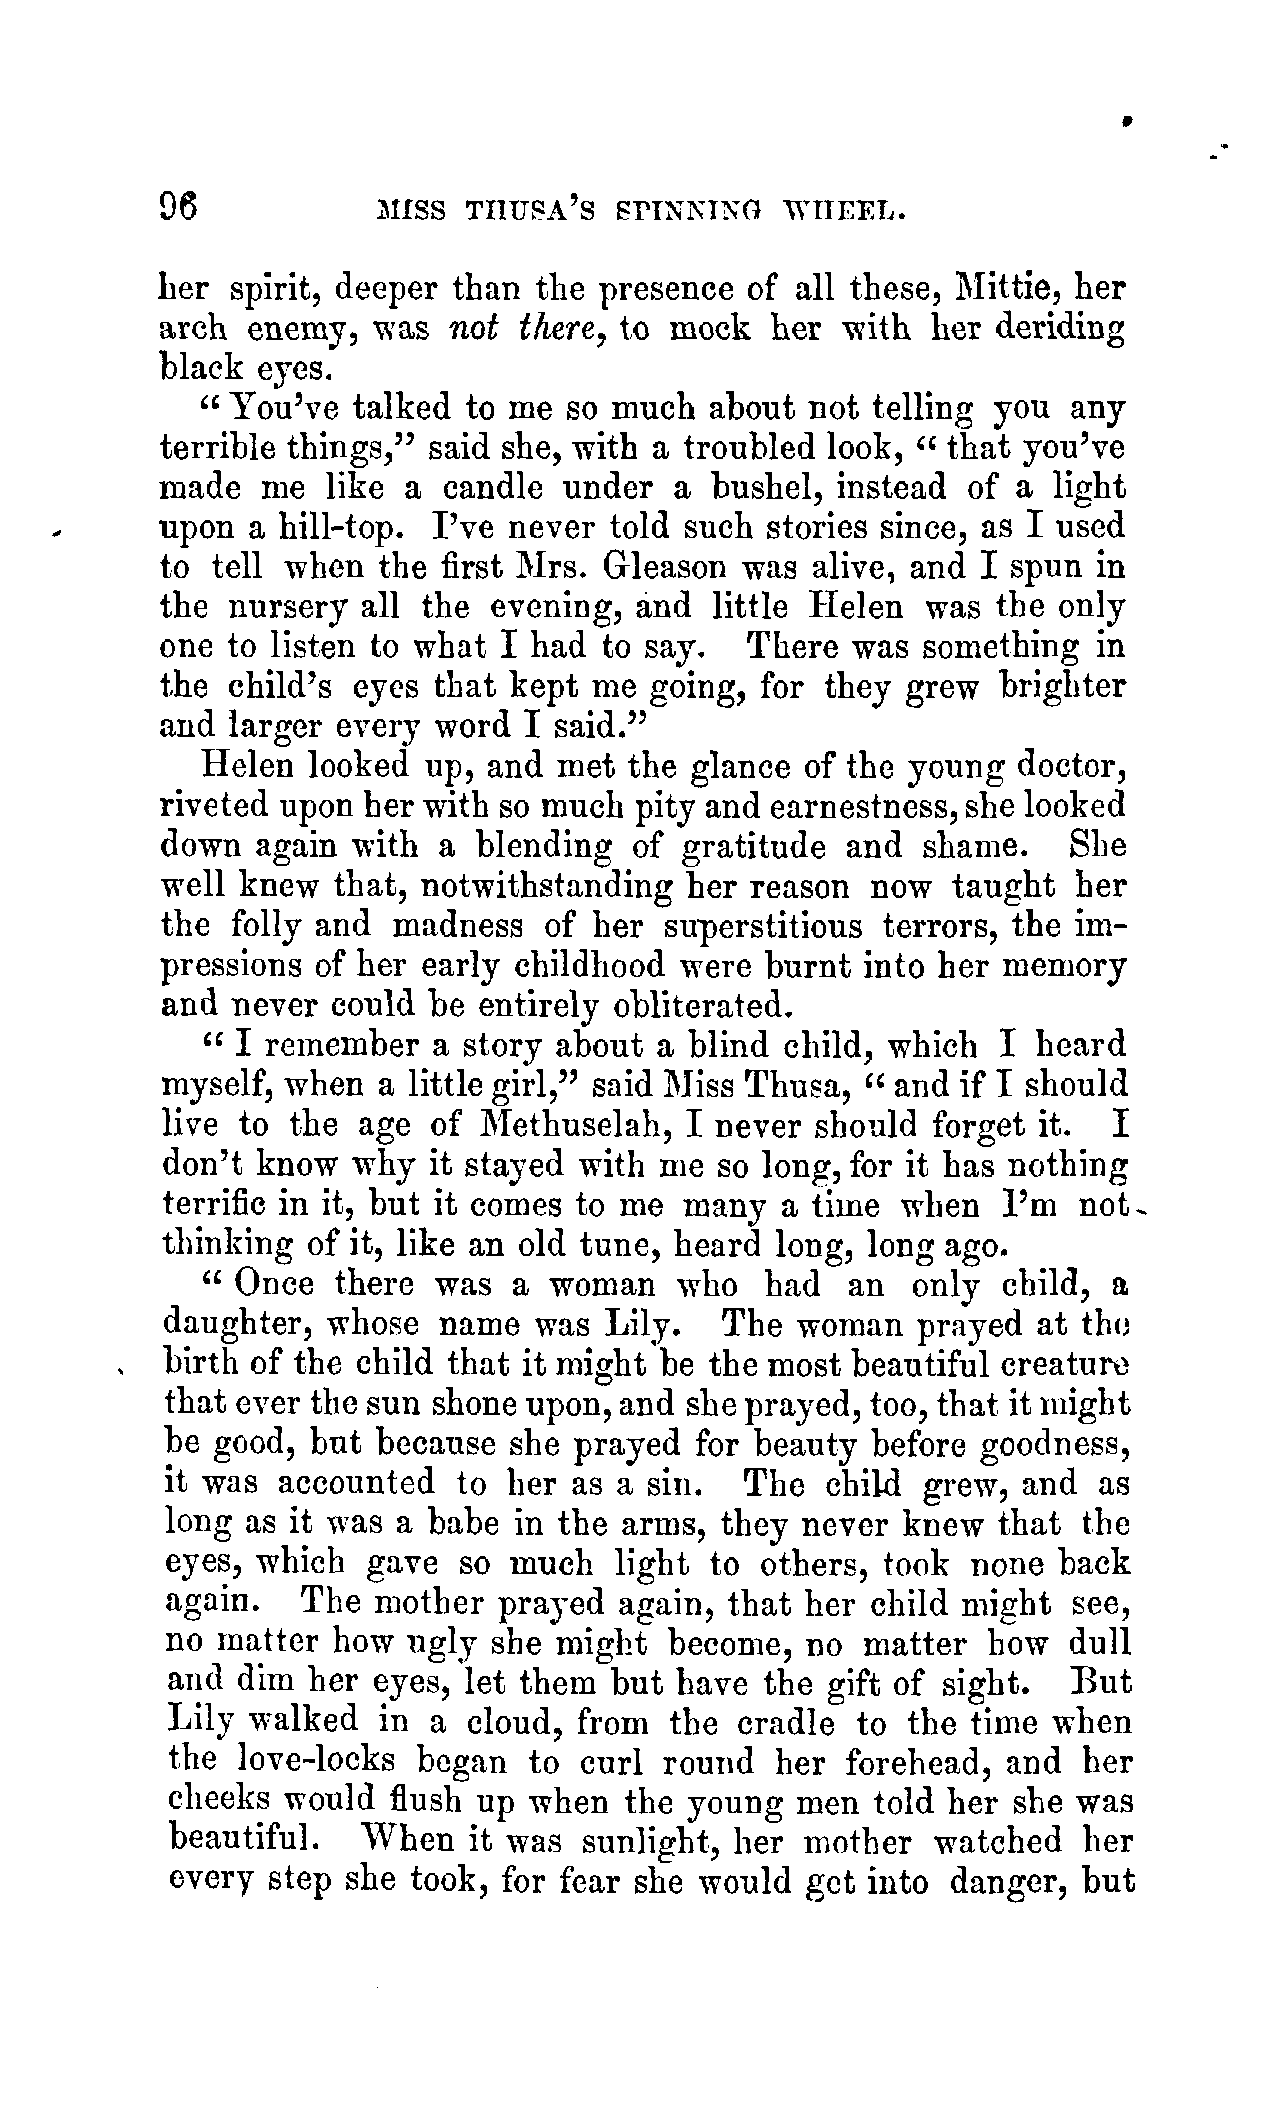 96 MISS THUSA'S SPINNING WHEEL.
her spirit, deeper than the presence of all these, Mittie, her
arch enemy, was not there, to mock her with her deriding
black eyes.
"You've talked to me so much about not telling you any
terrible things," said she, with a troubled look, "that you've
made me like a candle under a bushel, instead of a light
upon a hill-top. I've never told such stories since, as I used
to tell when the first Mrs. Gleason was alive, and I spun in
the nursery all the evening, and little Helen was the only
one to listen to what I had to say. There was something in
the child's eyes that kept me going, for they grew brighter
and larger every word I said."
Helen looked up, and met the glance of the young doctor,
riveted upon her with so much pity and earnestness, she looked
down again with a blending of gratitude and shame. She
well knew that, notwithstanding her reason now taught her
the folly and madness of her superstitious terrors, the im-
pressions of her early childhood were burnt into her memory
and never could be entirely obliterated.
"I remember a story about a blind child, which I heard
myself, when a little girl," said Miss Thusa, "and if I should
live to the age of Methuselah, I never should forget it. I
don't know why it stayed with me so long, for it has nothing
terrific in it, but it comes to me many a time when I'm not
thinking of it, like an old tune, heard long, long ago.
"Once there was a woman who had an only child, a
daughter, whose name was Lily. The woman prayed at the
birth of the child that it might be the most beautiful creature
that ever the sun shone upon, and she prayed, too, that it might
be good, but because she prayed for beauty before goodness,
it was accounted to her as a sin. The child grew, and as
long as it was a babe in the arms, they never knew that the
eyes, which gave so much light to others, took none back
again. The mother prayed again, that her child might see,
no matter how ugly she might become, no matter how dull
and dim her eyes, let them but have the gift of sight. But
Lily walked in a cloud, from the cradle to the time when
the love-locks began to curl round her forehead, and her
cheeks would flush up when the young men told her she was
beautiful. When it was sunlight, her mother watched her
every step she took, for fear she would get into danger, but